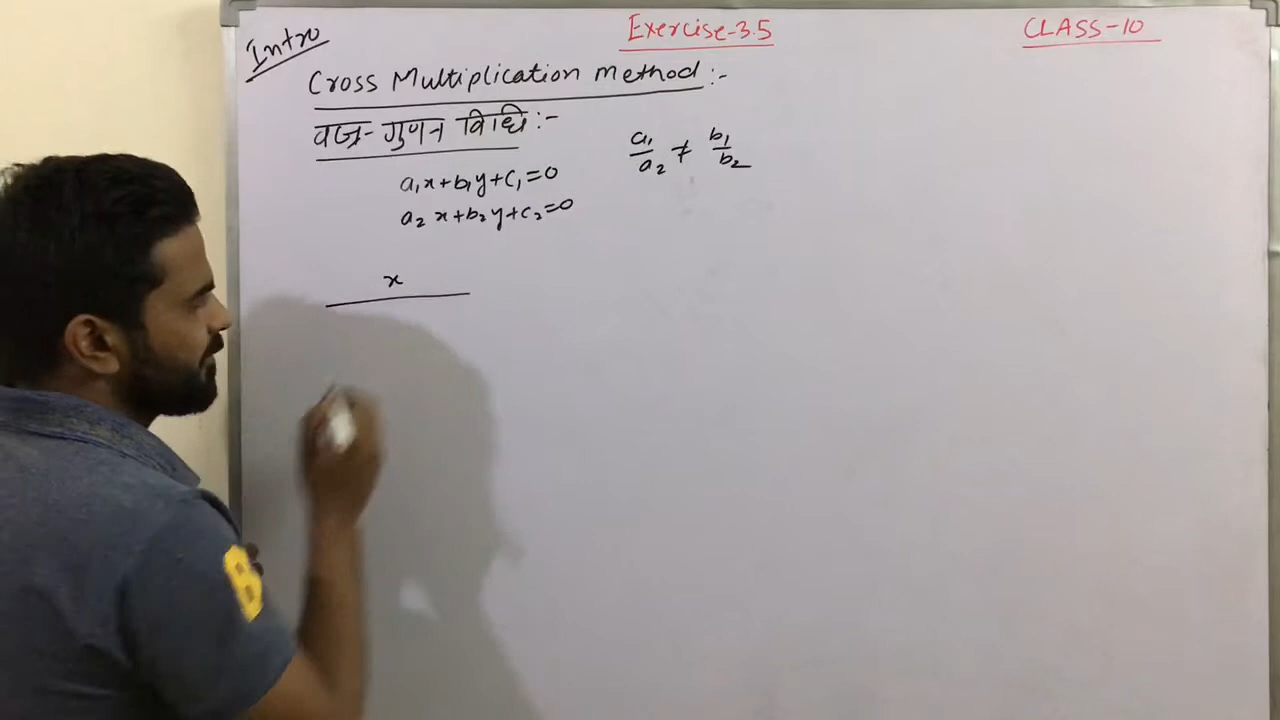 Intro
Exercise-3.5
CLASS-10
Cross Multiplication method:-
वज्र-गुणन विधि:-
a₁/a₂ ≠ b₁/b₂
a₁x+b₁y+c₁=0
a₂x+b₂y+c₂=0
x
B